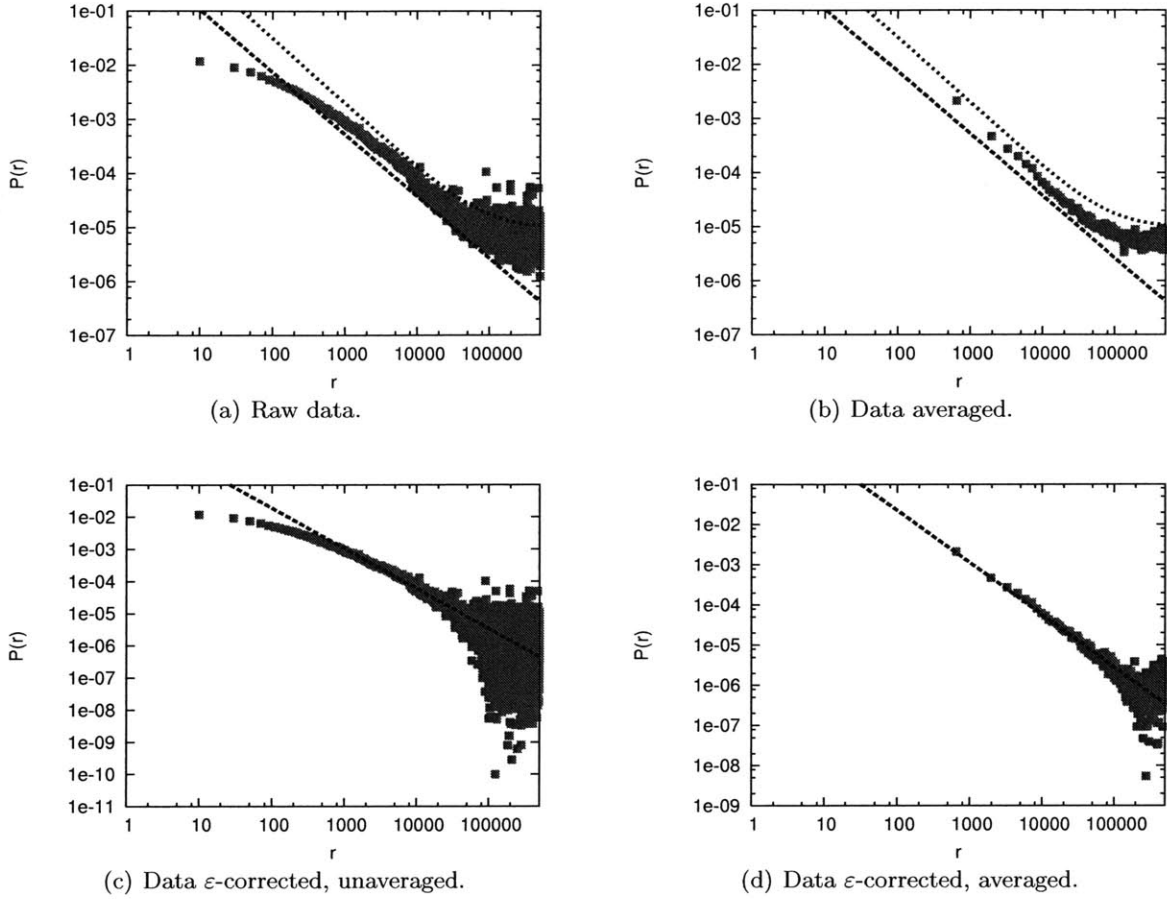 1e-01
1e-02
1e-03
1e-04
1e-05
1e-06
1e-07
P(r)
1 10 100 1000 10000 100000
r
(a) Raw data.
1e-01
1e-02
1e-03
1e-04
1e-05
1e-06
1e-07
P(r)
1 10 100 1000 10000 100000
r
(b) Data averaged.
1e-01
1e-02
1e-03
1e-04
1e-05
1e-06
1e-07
1e-08
1e-09
1e-10
1e-11
P(r)
1 10 100 1000 10000 100000
r
(c) Data ε-corrected, unaveraged.
1e-01
1e-02
1e-03
1e-04
1e-05
1e-06
1e-07
1e-08
1e-09
P(r)
1 10 100 1000 10000 100000
r
(d) Data ε-corrected, averaged.